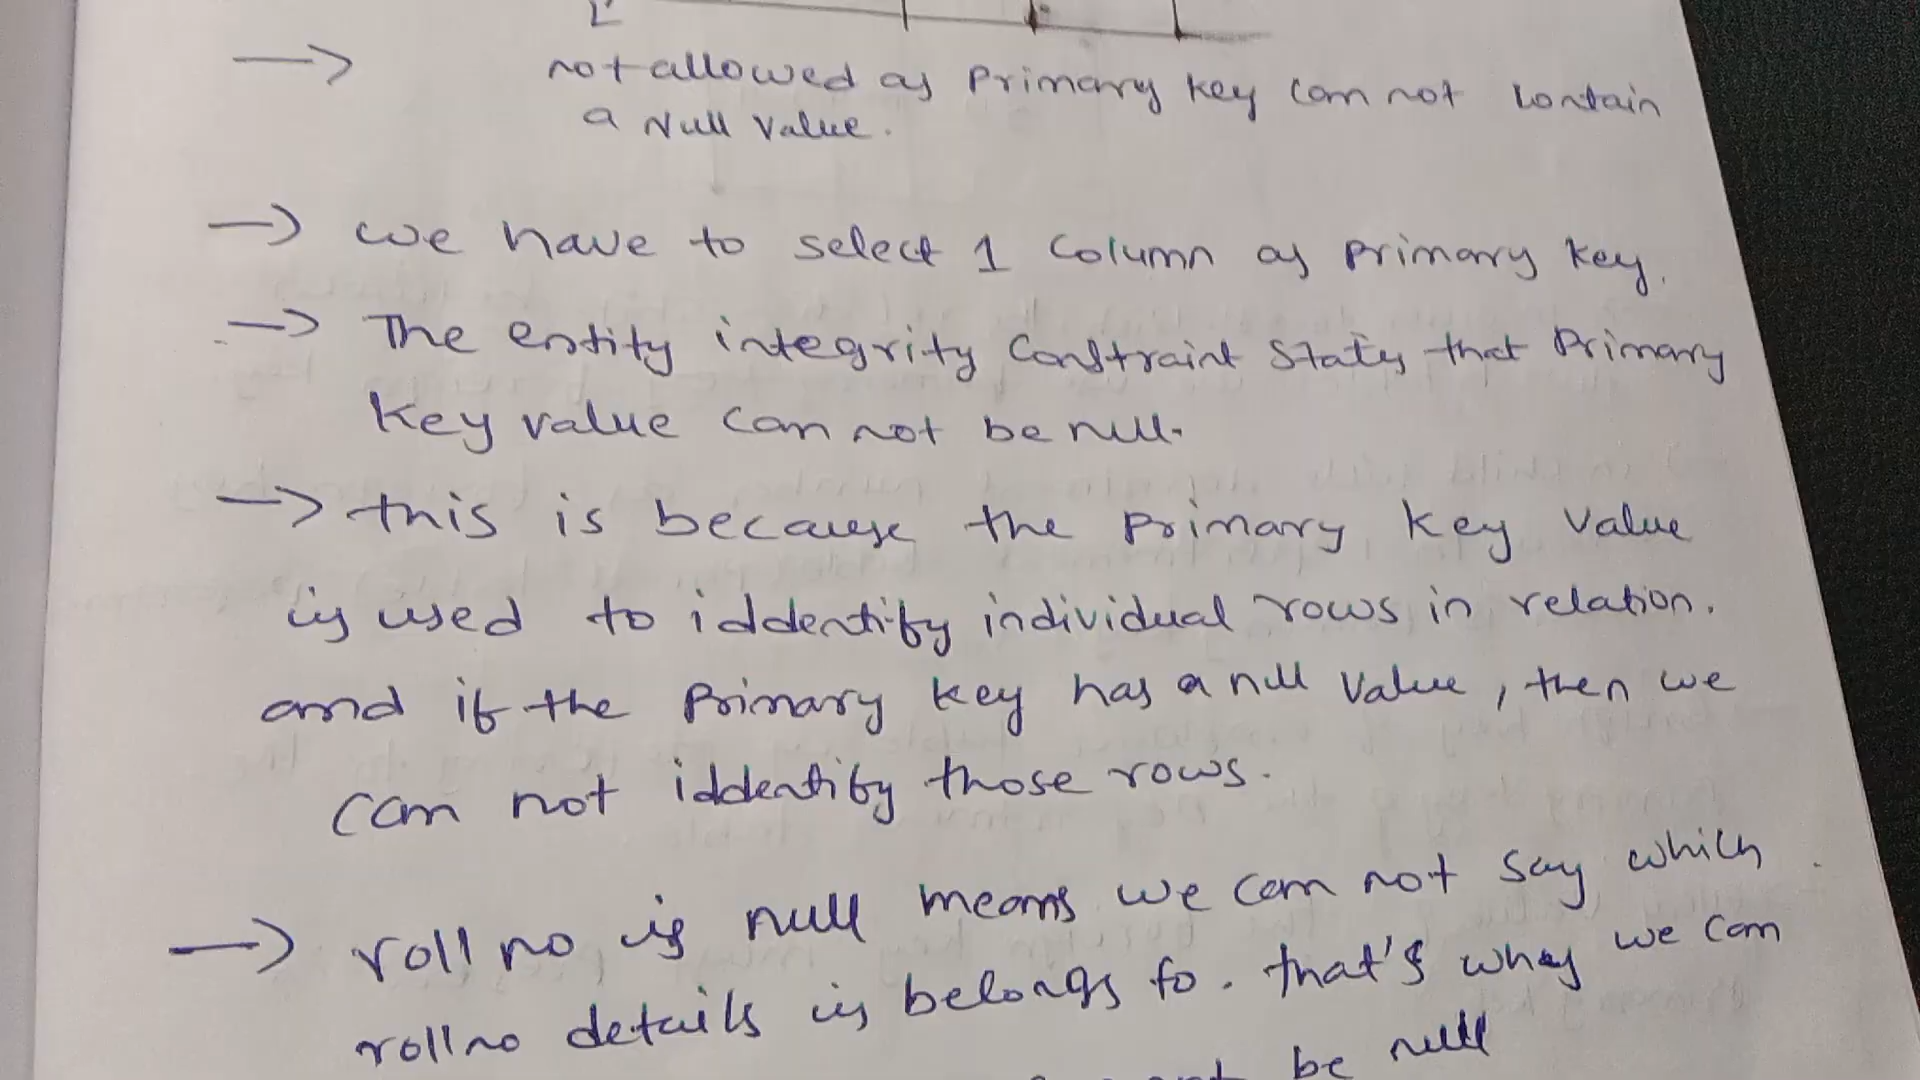 → not allowed as primary key can not contain
a Null value.
→ we have to select 1 column as primary key.
→ The entity integrity constraint states that primary
key value can not be null.
→ this is because the primary key value
is used to iddentify individual rows in relation.
and if the primary key has a null value, then we
can not iddentify those rows.
→ roll no is null means we can not say which
rollno details is belongs to. that's why we can
be null